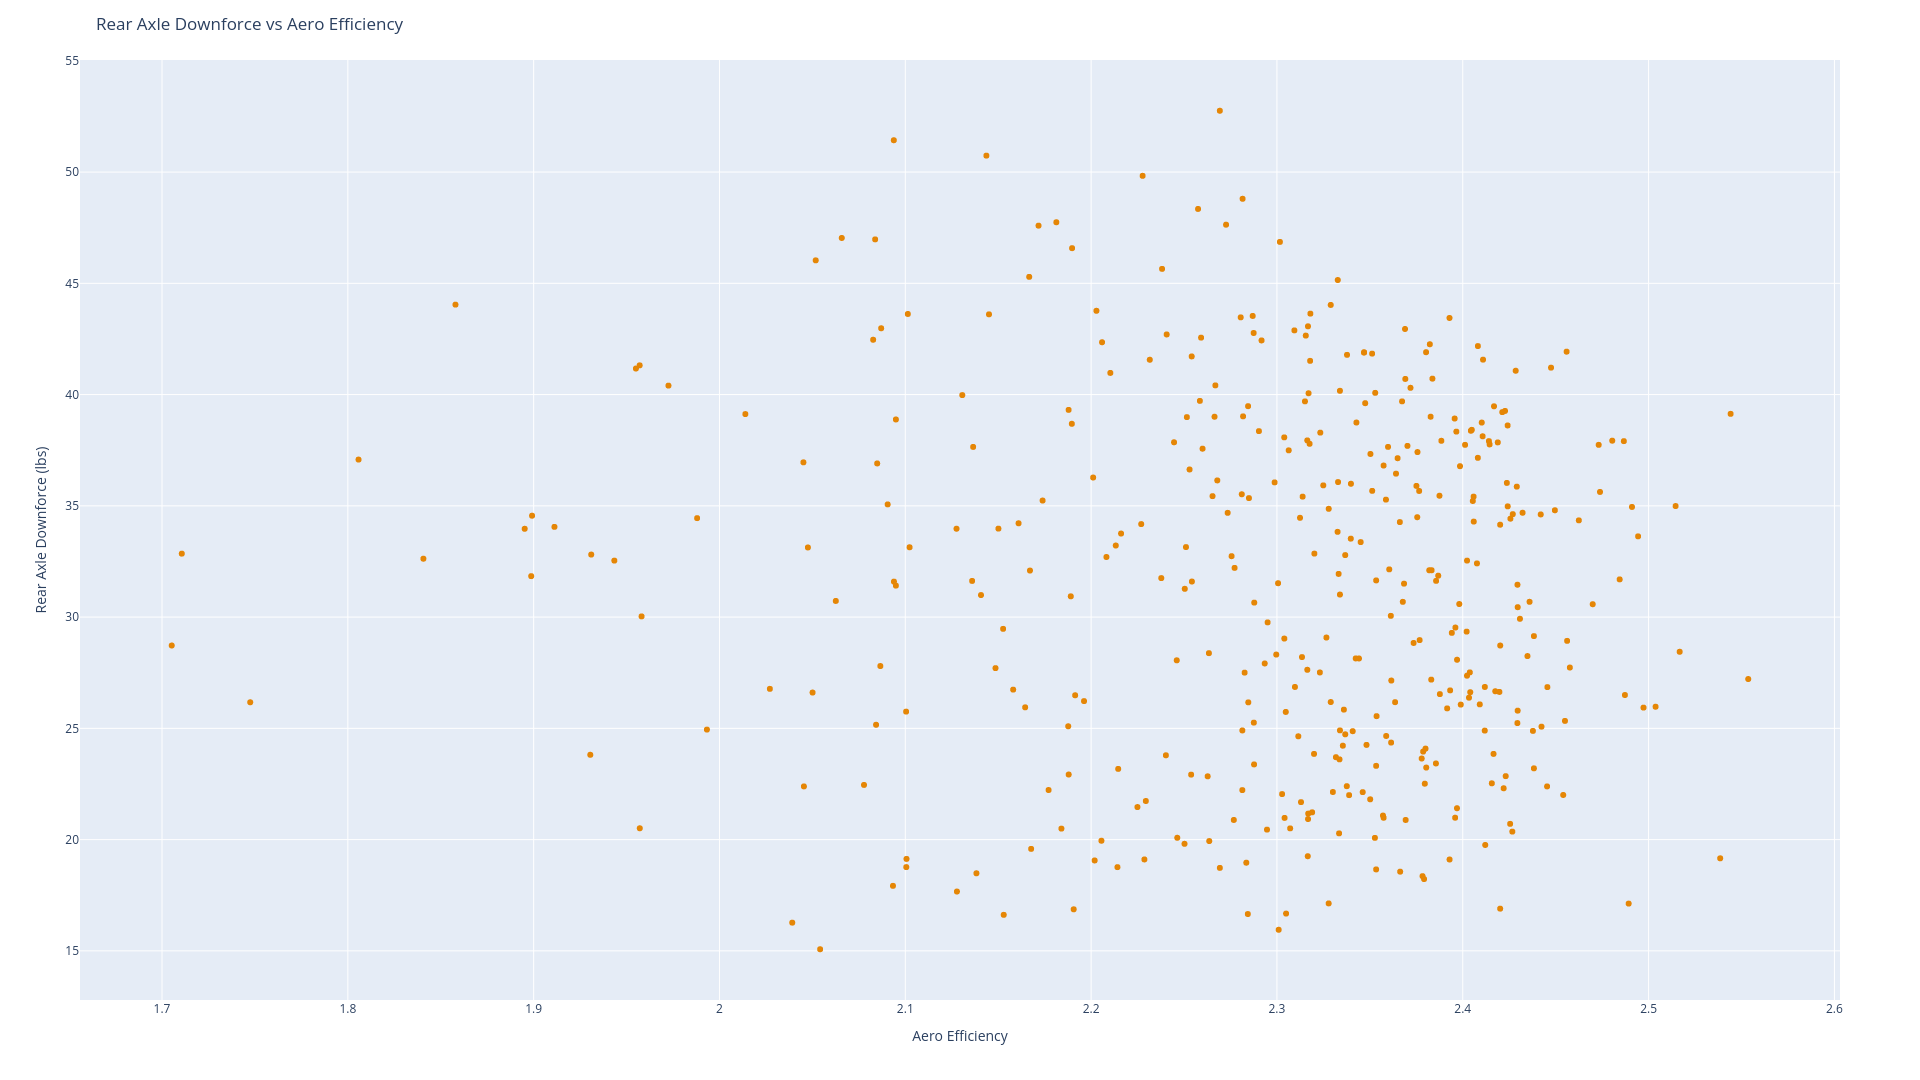 Rear Axle Downforce vs Aero Efficiency
55
50
45
40
35
30
25
20
15
Rear Axle Downforce (lbs)
1.7 1.8 1.9 2 2.1 2.2 2.3 2.4 2.5 2.6
Aero Efficiency